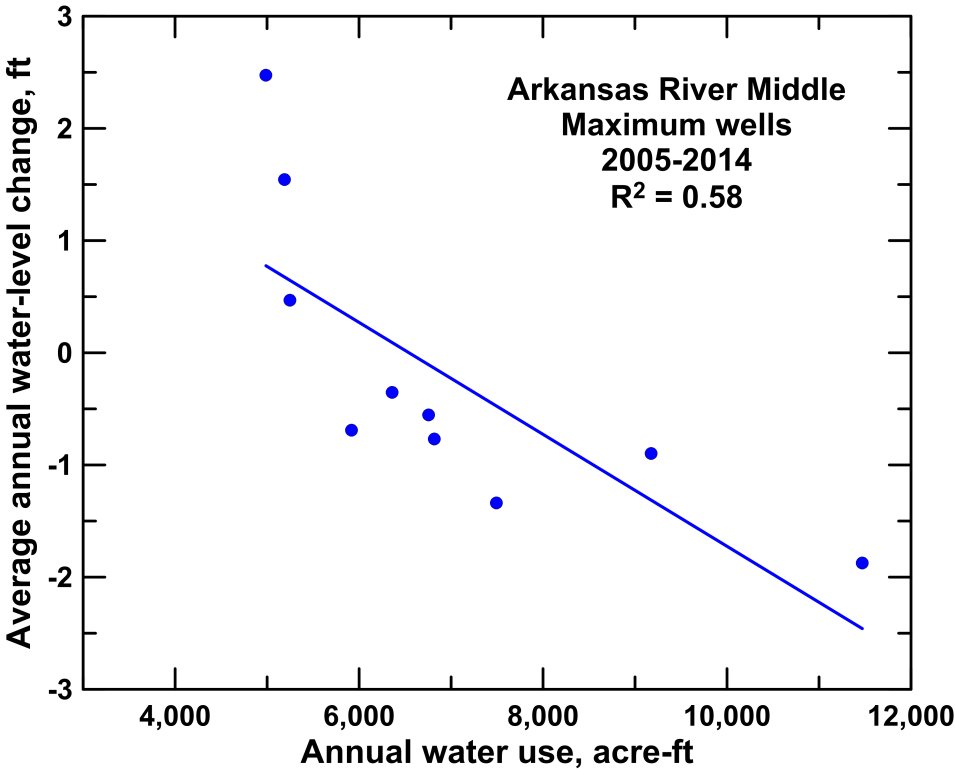 Arkansas River Middle
Maximum wells
2005-2014
R² = 0.58
Average annual water-level change, ft
3
2
1
0
-1
-2
-3
4,000 6,000 8,000 10,000 12,000
Annual water use, acre-ft